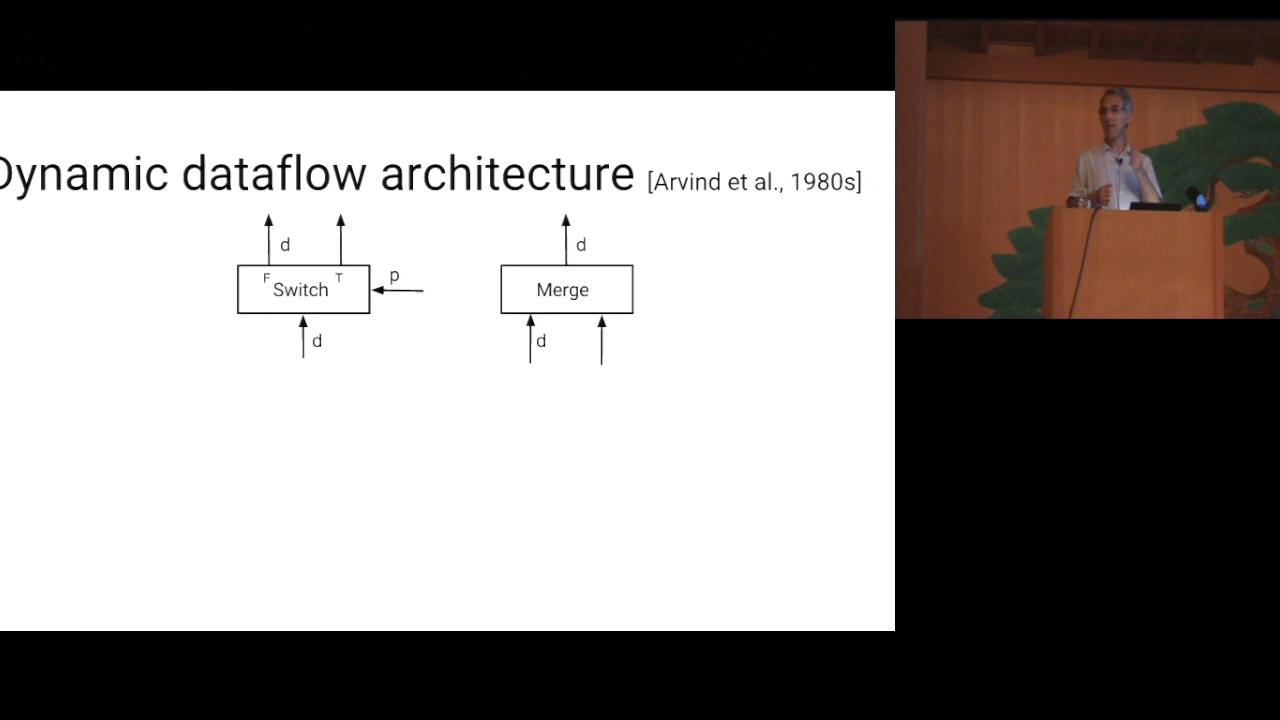 Dynamic dataflow architecture [Arvind et al., 1980s]
d
d
F
T
Switch
p
Merge
d
d